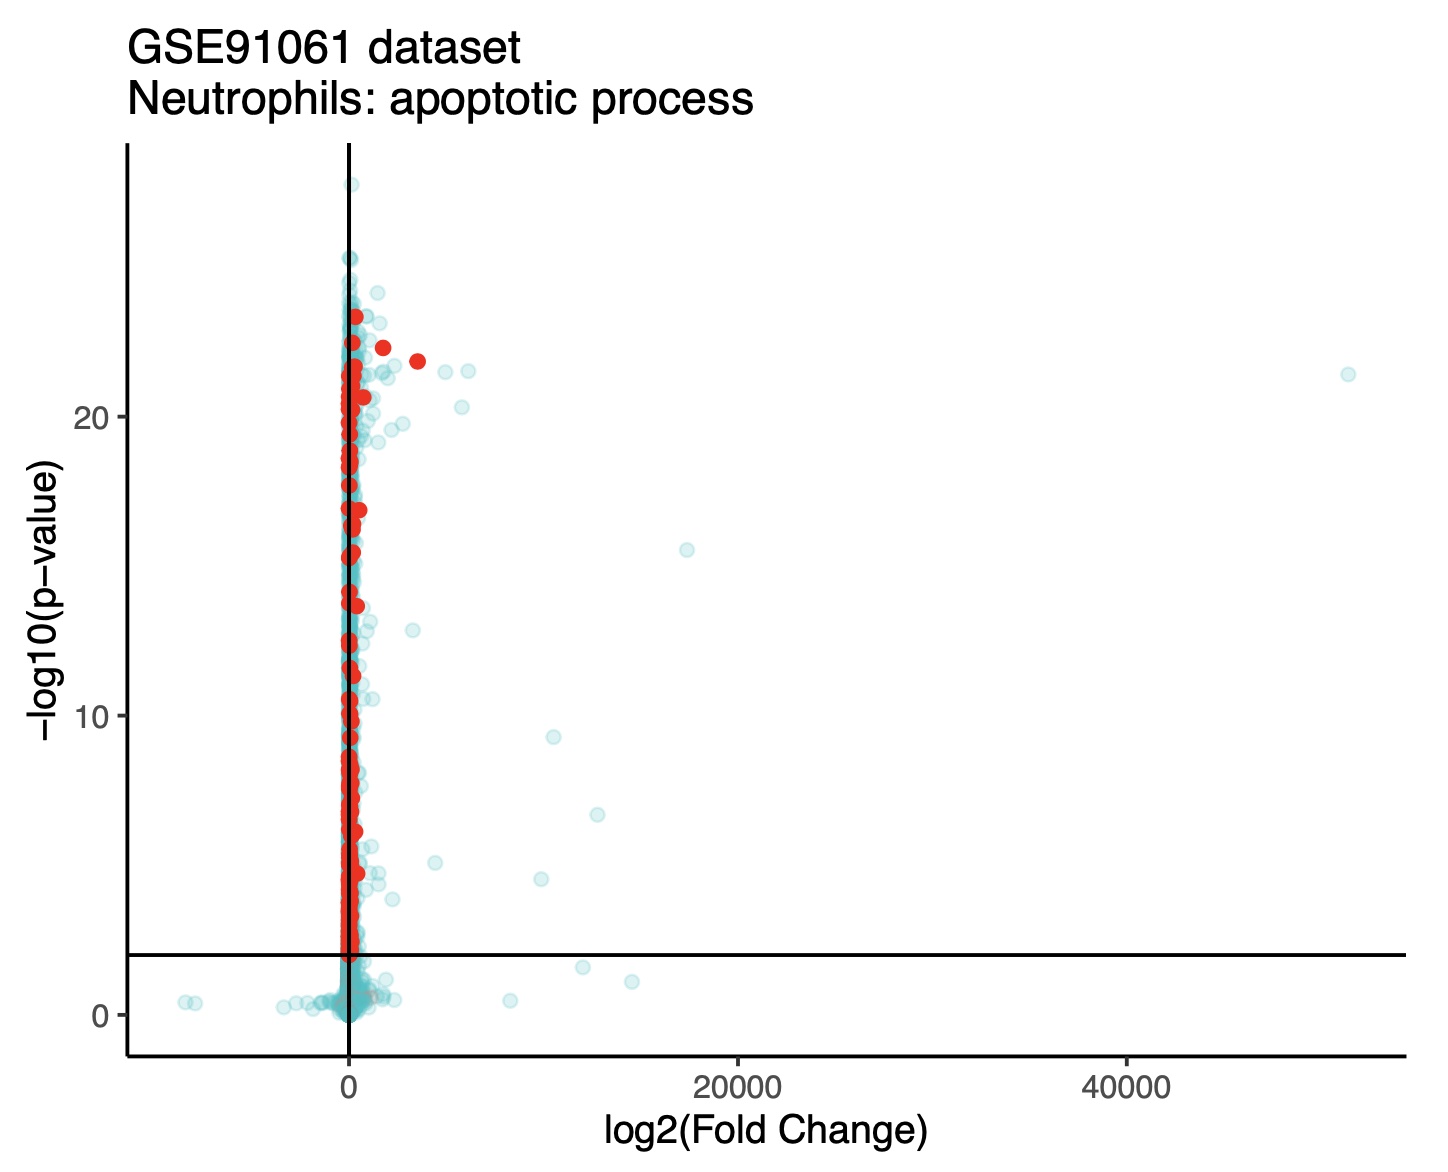 GSE91061 dataset
Neutrophils: apoptotic process
−log10(p−value)
20
10
0
0
20000
40000
log2(Fold Change)